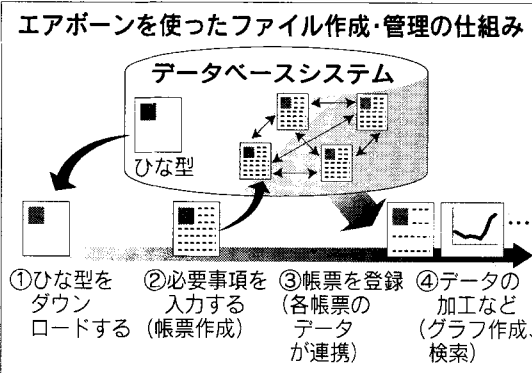 エアボーンを使ったファイル作成・管理の仕組み
データベースシステム
ひな型
…
①ひな型を
ダウン
ロードする
②必要事項を
入力する
(帳票作成)
③帳票を登録
(各帳票の
データ
が連携)
④データの
加工など
(グラフ作成、
検索)